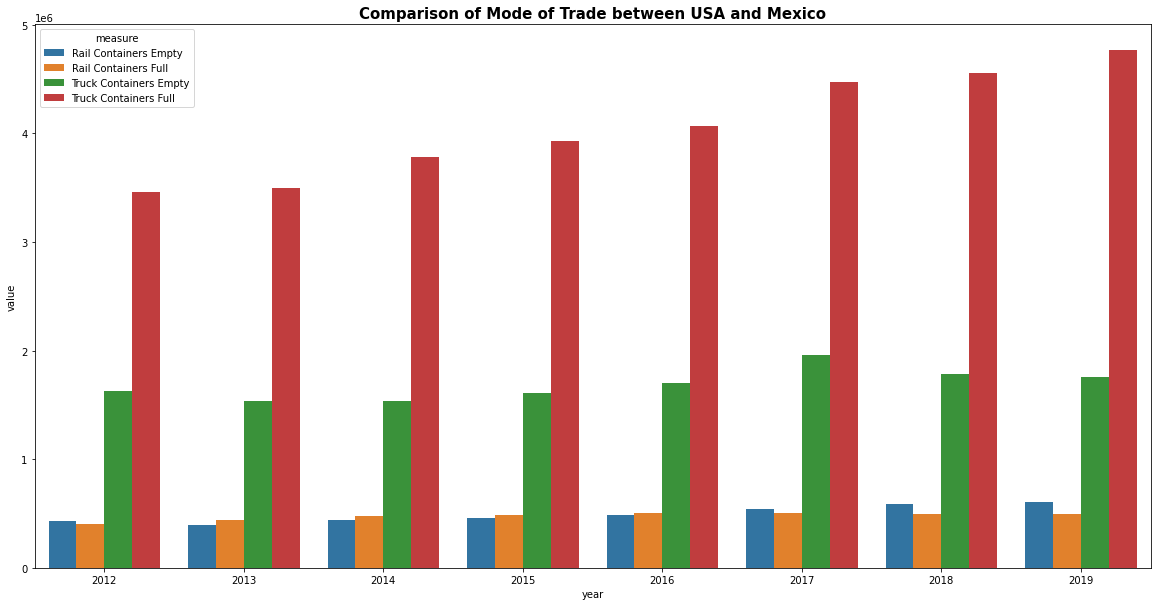 Comparison of Mode of Trade between USA and Mexico
1e6
measure
Rail Containers Empty
Rail Containers Full
Truck Containers Empty
Truck Containers Full
5
4
3
2
1
0
value
2012 2013 2014 2015 2016 2017 2018 2019
year